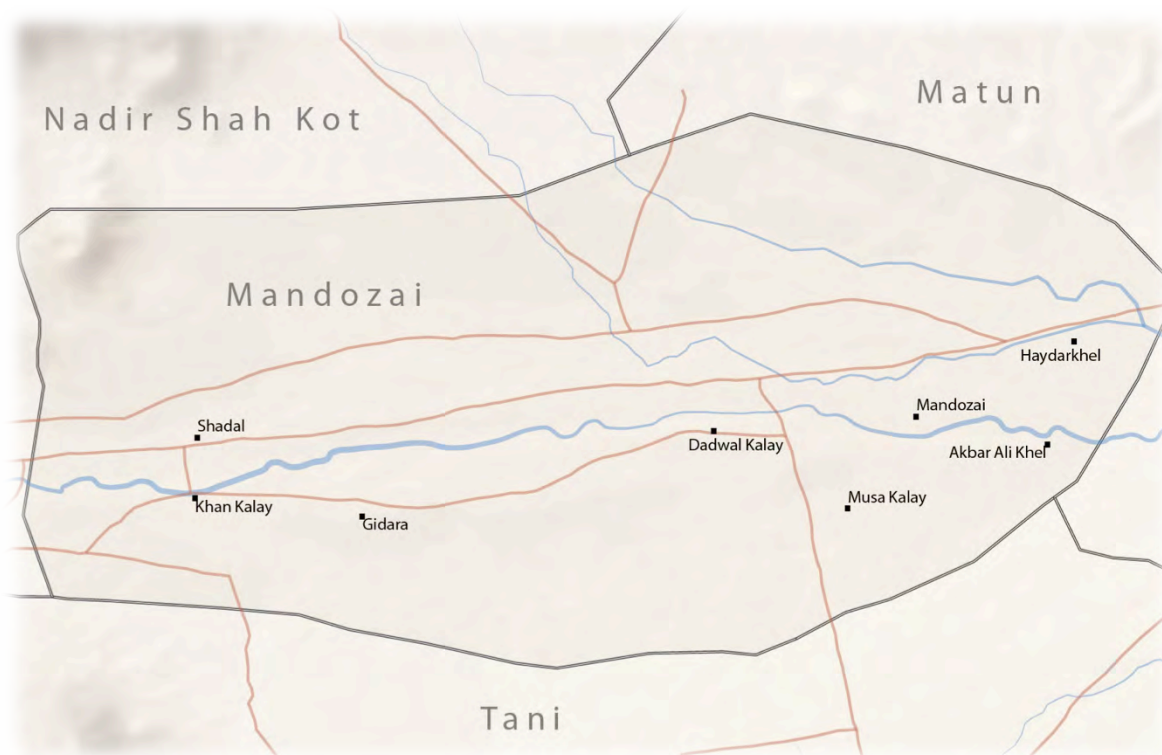 Matun
Nadir Shah Kot
Mandozai
Haydarkhel
Mandozai
Shadal
Dadwal Kalay
Akbar Ali Khel
Musa Kalay
Khan Kalay
Gidara
Tani